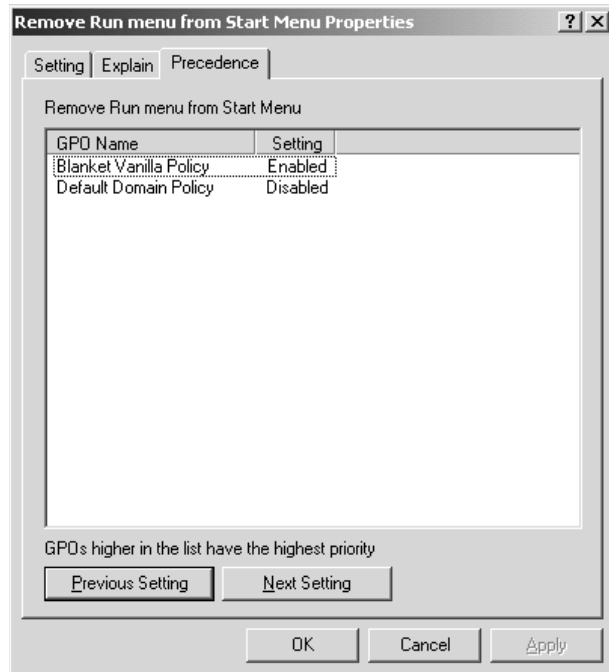 Remove Run menu from Start Menu Properties ? X
Setting Explain Precedence
Remove Run menu from Start Menu
GPO Name Setting
Blanket Vanilla Policy Enabled
Default Domain Policy Disabled
GPOs higher in the list have the highest priority
Previous Setting Next Setting
OK Cancel Apply